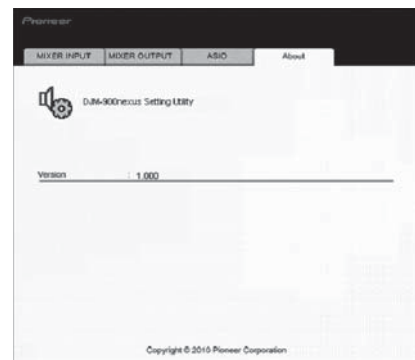 Pioneer
MIXER INPUT MIXER OUTPUT ASIO About
DJM-900nexus Setting Utility
Version : 1.000
Copyright © 2010 Pioneer Corporation